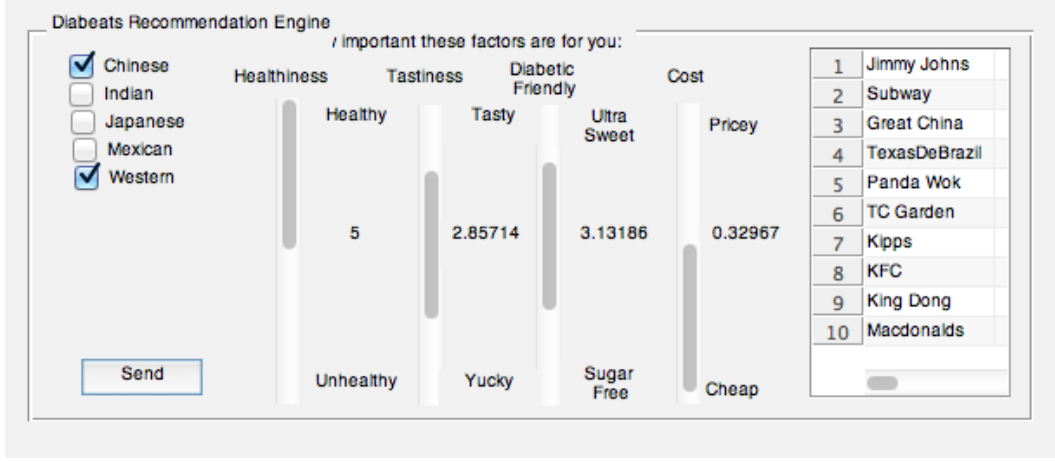 Diabeats Recommendation Engine
important these factors are for you:
Chinese
Indian
Japanese
Mexican
Western
Send
Healthiness
Healthy
5
Unhealthy
Tastiness
Tasty
2.85714
Yucky
Diabetic
Friendly
Ultra
Sweet
3.13186
Sugar
Free
Cost
Pricey
0.32967
Cheap
1 Jimmy Johns
2 Subway
3 Great China
4 TexasDeBrazil
5 Panda Wok
6 TC Garden
7 Kipps
8 KFC
9 King Dong
10 Macdonalds